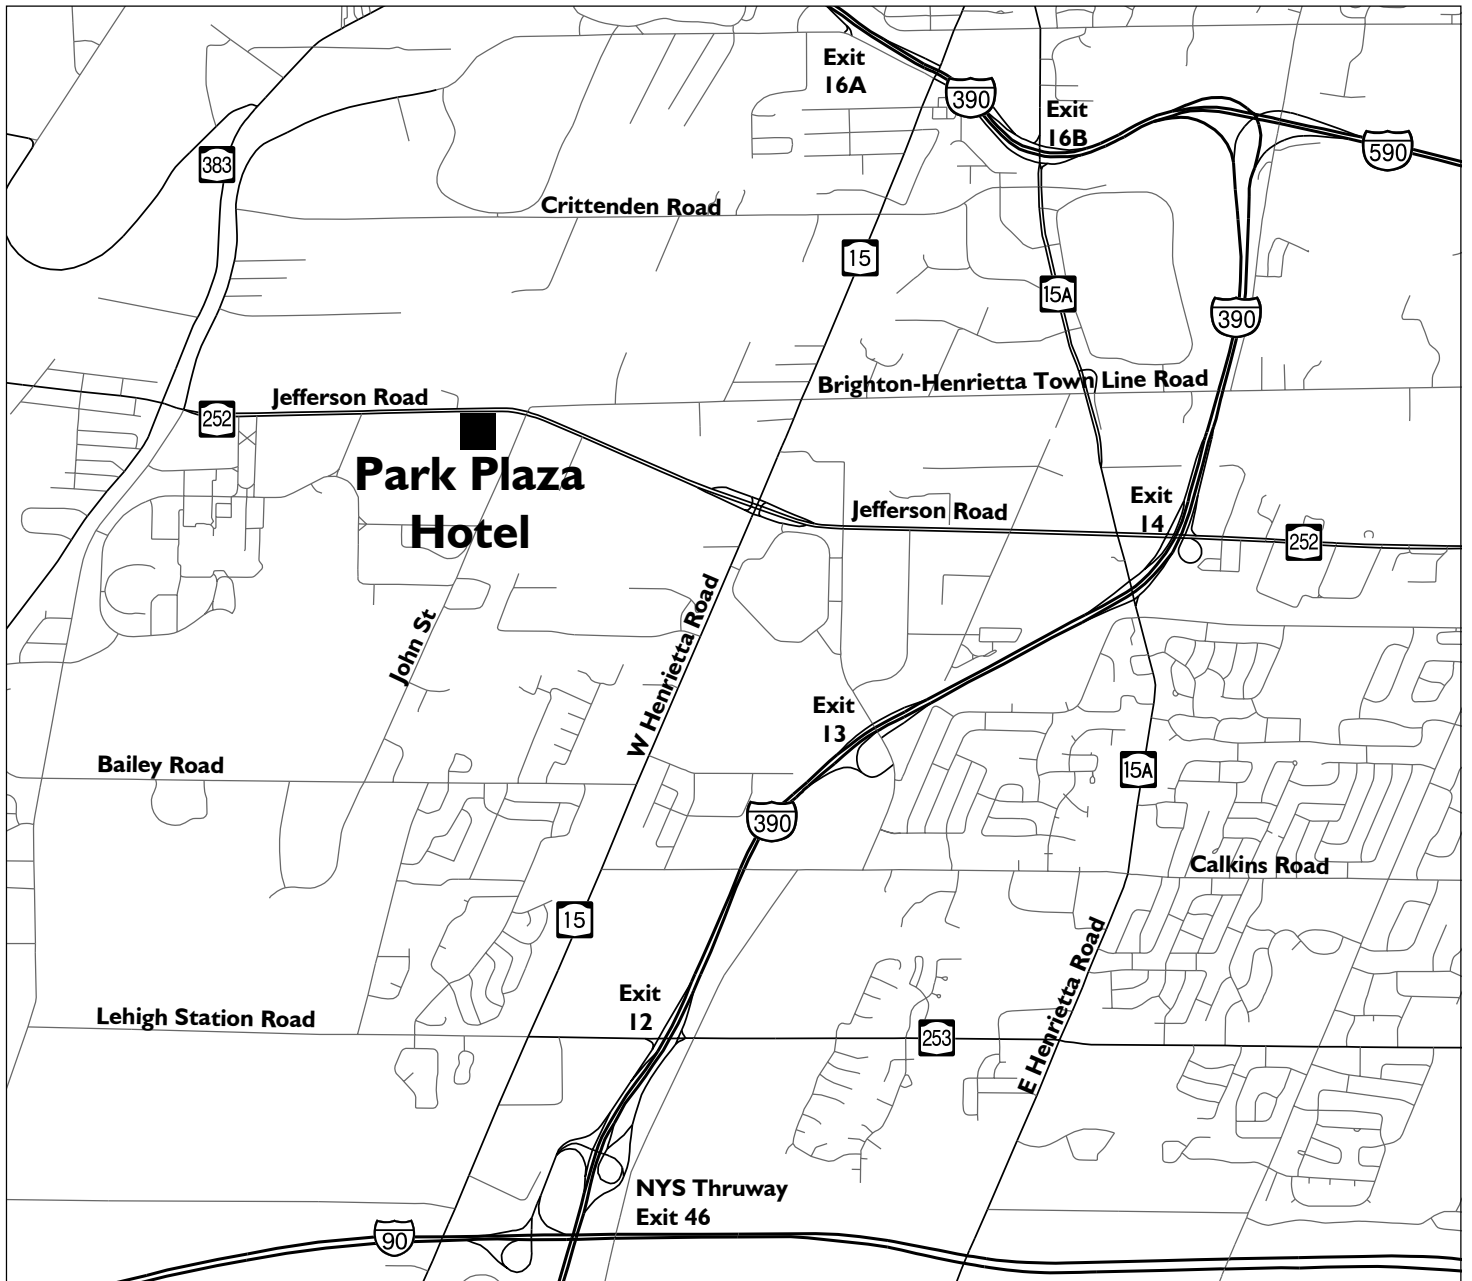 Exit
16A
390
Exit
16B
590
383
Crittenden Road
15
15A
390
Brighton-Henrietta Town Line Road
Jefferson Road
252
Park Plaza
Hotel
Exit
14
Jefferson Road
252
John St
W Henrietta Road
Exit
13
Bailey Road
15A
390
Calkins Road
15
E Henrietta Road
Exit
12
Lehigh Station Road
253
NYS Thruway
Exit 46
90